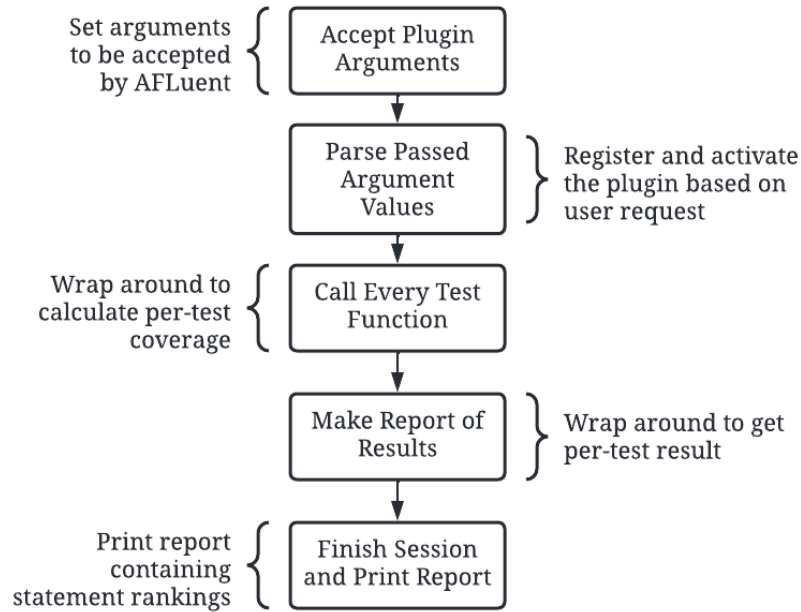 Set arguments
to be accepted
by AFLuent
Accept Plugin
Arguments
Parse Passed
Argument
Values
Register and activate
the plugin based on
user request
Wrap around to
calculate per-test
coverage
Call Every Test
Function
Make Report of
Results
Wrap around to get
per-test result
Print report
containing
statement rankings
Finish Session
and Print Report